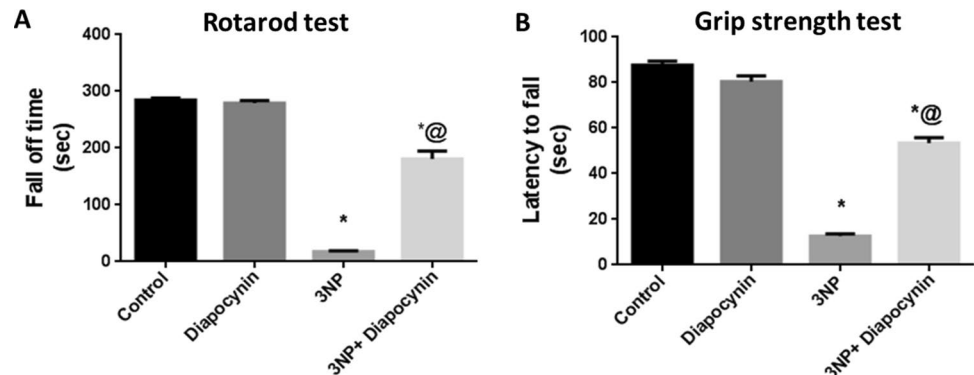 A
Rotarod test
Fall off time
(sec)
400
300
200
100
0
*
*@
Control
Diapocynin
3NP
3NP+ Diapocynin
B
Grip strength test
Latency to fall
(sec)
100
80
60
40
20
0
*
*@
Control
Diapocynin
3NP
3NP+ Diapocynin